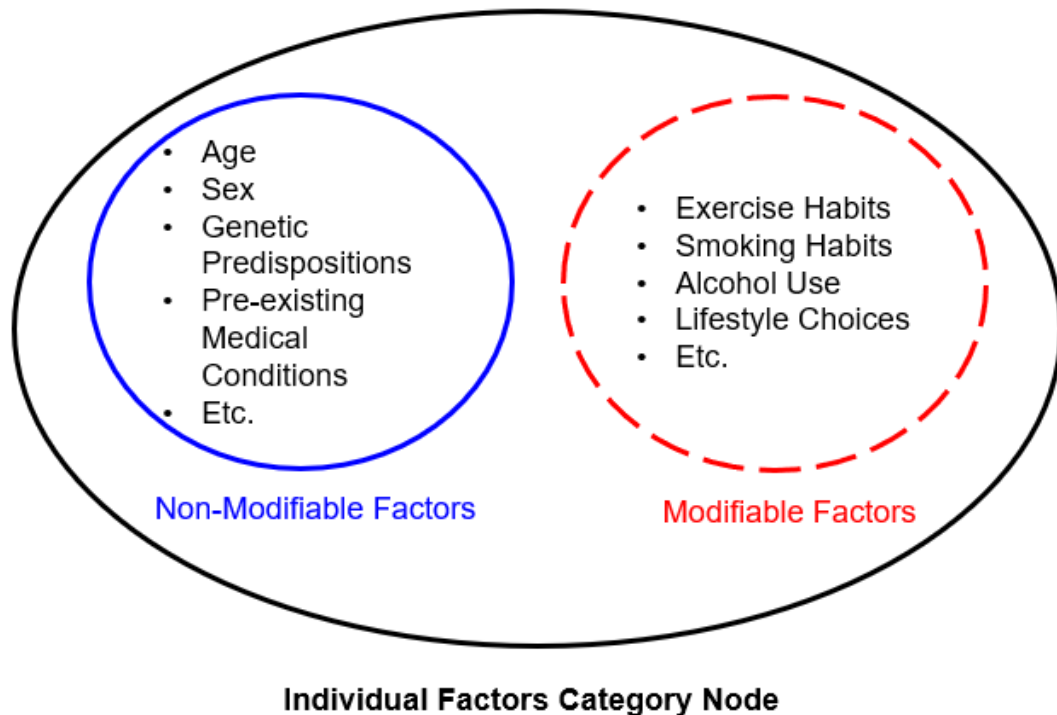 • Age
• Sex
• Genetic
Predispositions
• Pre-existing
Medical
Conditions
• Etc.
Non-Modifiable Factors
• Exercise Habits
• Smoking Habits
• Alcohol Use
• Lifestyle Choices
• Etc.
Modifiable Factors
Individual Factors Category Node